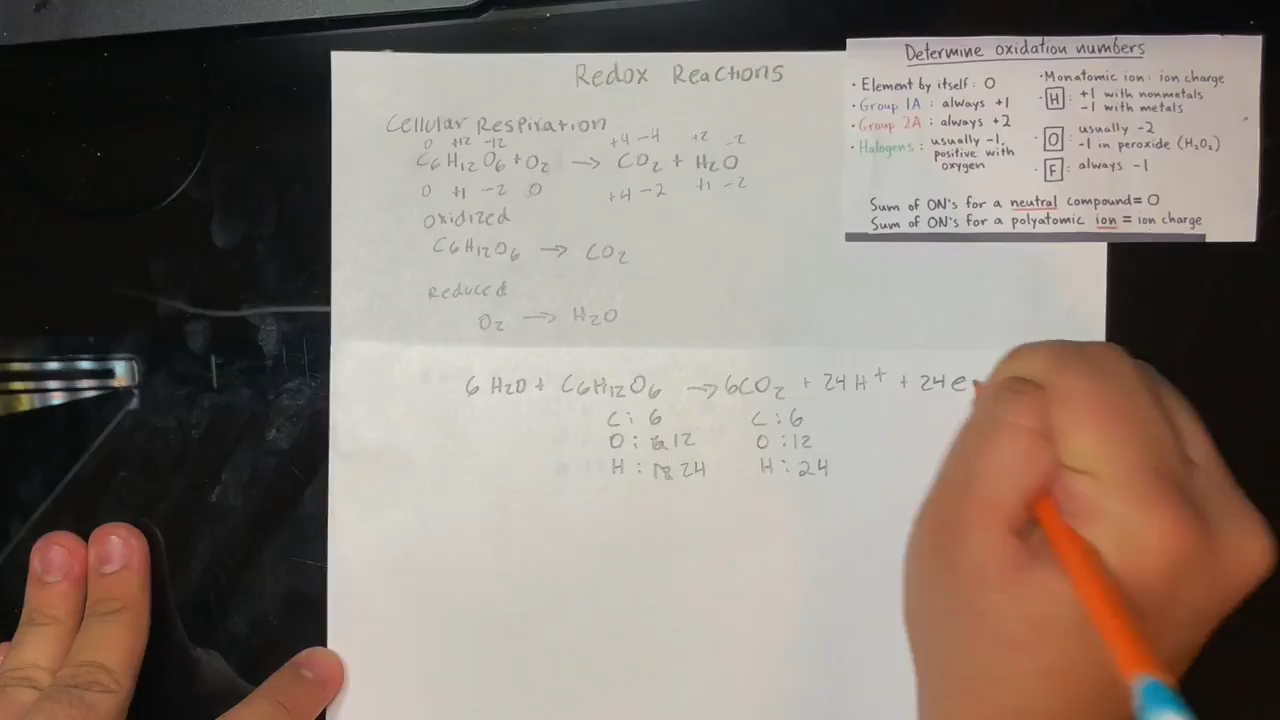 Redox Reactions
Cellular Respiration
0 +12 -12 +4 -4 +2 -2
C6H12O6 + O2 → CO2 + H2O
0 +1 -2 0 +4 -2 +1 -2
Oxidized
C6H12O6 → CO2
Reduced
O2 → H2O
6 H2O + C6H12O6 → 6CO2 + 24 H+ + 24 e
C: 6 C: 6
O: 12 O: 12
H: 24 H: 24
Determine oxidation numbers
• Element by itself: 0
• Group 1A: always +1
• Group 2A: always +2
• Halogens: usually -1,
positive with
oxygen
• Monatomic ion: ion charge
• H: +1 with nonmetals
-1 with metals
• O: usually -2
-1 in peroxide (H2O2)
• F: always -1
Sum of ON's for a neutral compound = 0
Sum of ON's for a polyatomic ion = ion charge